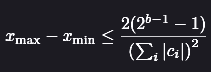 x_max − x_min ≤ 2(2^{b−1} − 1) / (∑_i |c_i|)^2